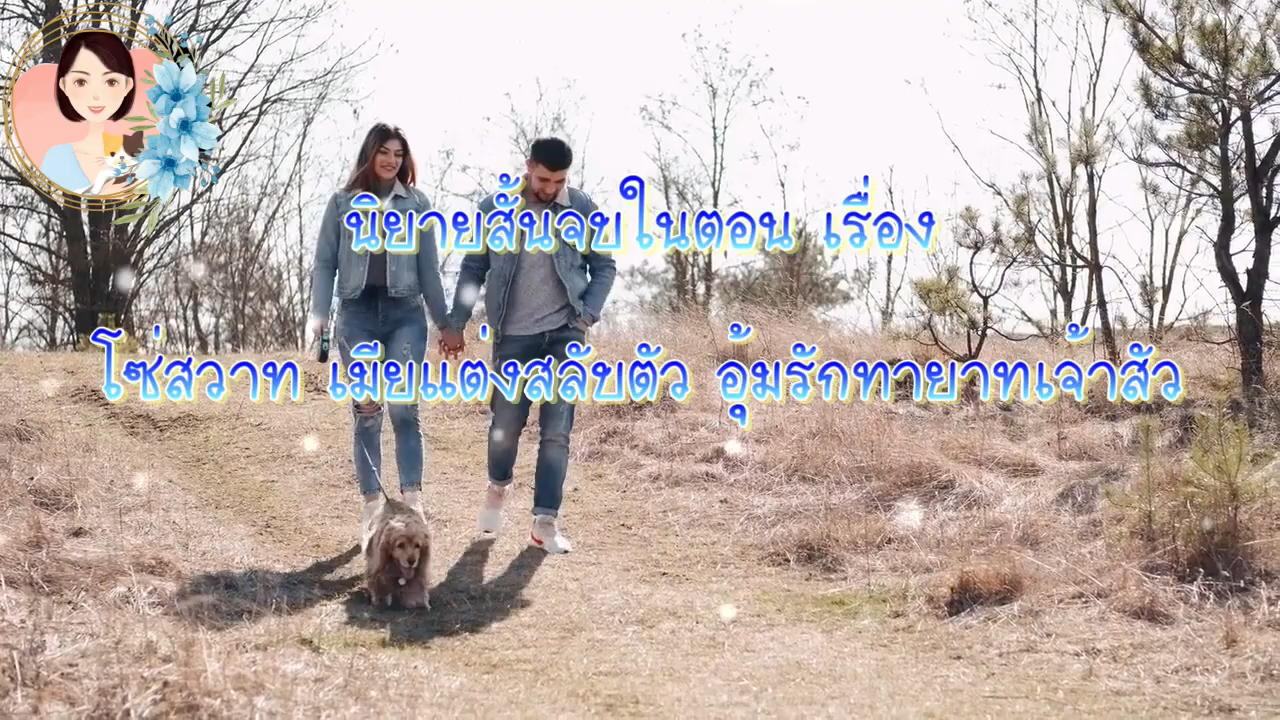 นิยายสั้นจบในตอน เรื่อง
โซ่สวาท เมียแต่งสลับตัว อุ้มรักทายาทเจ้าสัว